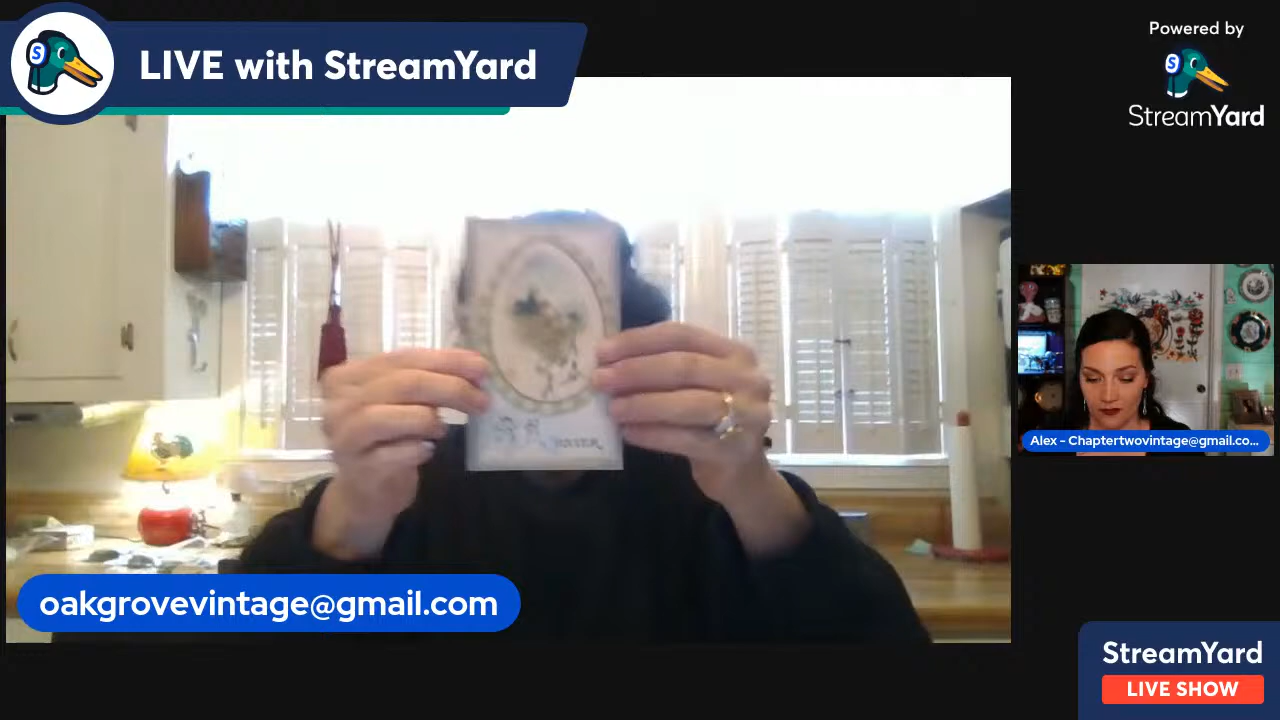 S
LIVE with StreamYard
Powered by
S
StreamYard
Alex - Chaptertwovintage@gmail.co...
oakgrovevintage@gmail.com
StreamYard
LIVE SHOW